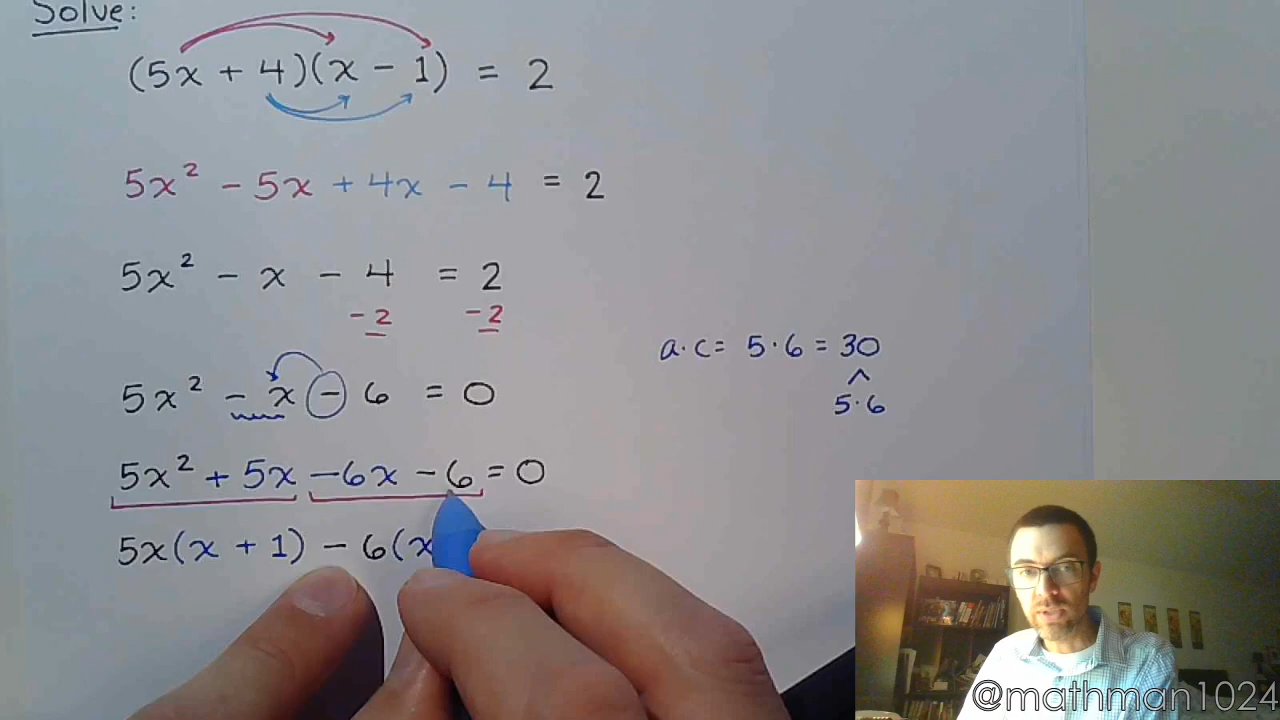 Solve:
(5x + 4)(x - 1) = 2
5x² - 5x + 4x - 4 = 2
5x² - x - 4 = 2
-2 -2
a·c = 5·6 = 30
5·6
5x² - x - 6 = 0
5x² + 5x - 6x - 6 = 0
5x(x + 1) - 6(x
@mathman1024